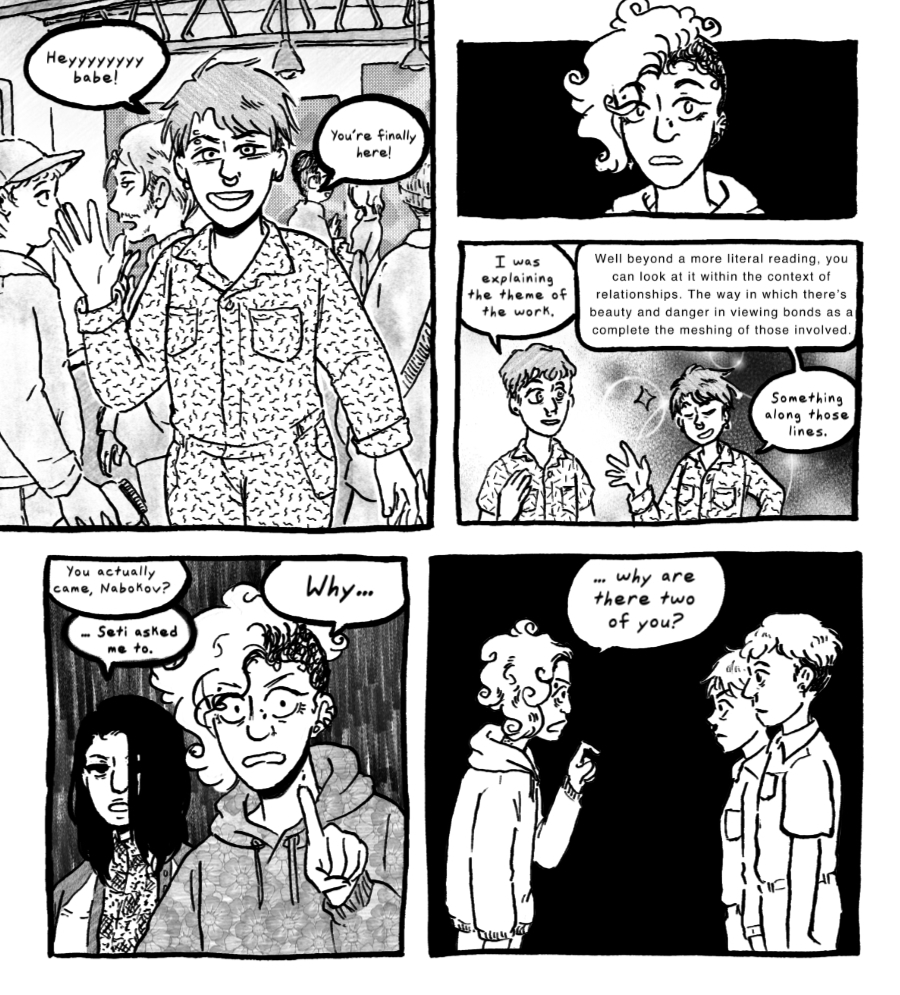 Heyyyyyyyyy
babe!
You're finally
here!
I was
explaining
the theme of
the work.
Well beyond a more literal reading, you
can look at it within the context of
relationships. The way in which there's
beauty and danger in viewing bonds as a
complete the meshing of those involved.
Something
along those
lines.
You actually
came, Nabokov?
... Seti asked
me to.
Why...
... why are
there two
of you?